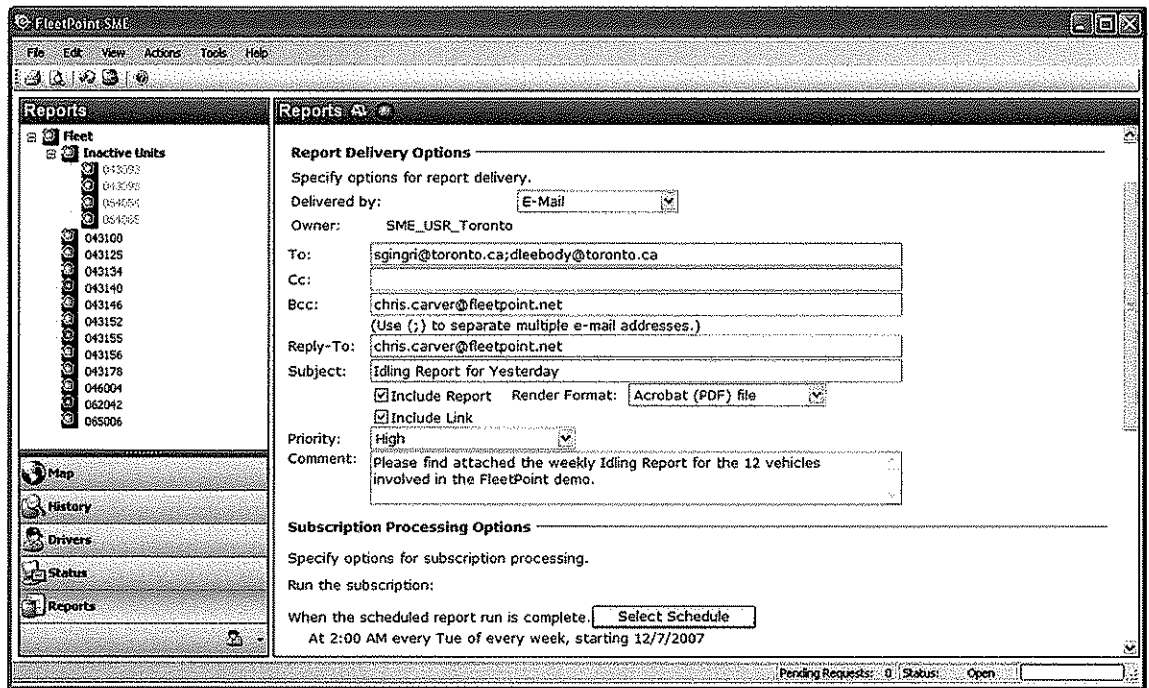 FleetPoint SME
File Edit View Actions Tools Help
Reports
Fleet
Inactive Units
043093
043098
054054
054065
043100
043125
043134
043140
043146
043152
043155
043156
043178
046004
062042
065006
Map
History
Drivers
Status
Reports
Reports
Report Delivery Options
Specify options for report delivery.
Delivered by: E-Mail
Owner: SME_USR_Toronto
To: sgingri@toronto.ca;dleebody@toronto.ca
Cc:
Bcc: chris.carver@fleetpoint.net
(Use (;) to separate multiple e-mail addresses.)
Reply-To: chris.carver@fleetpoint.net
Subject: Idling Report for Yesterday
Include Report Render Format: Acrobat (PDF) file
Include Link
Priority: High
Comment: Please find attached the weekly Idling Report for the 12 vehicles
involved in the FleetPoint demo.
Subscription Processing Options
Specify options for subscription processing.
Run the subscription:
When the scheduled report run is complete. Select Schedule
At 2:00 AM every Tue of every week, starting 12/7/2007
Pending Requests: 0 Status: Open